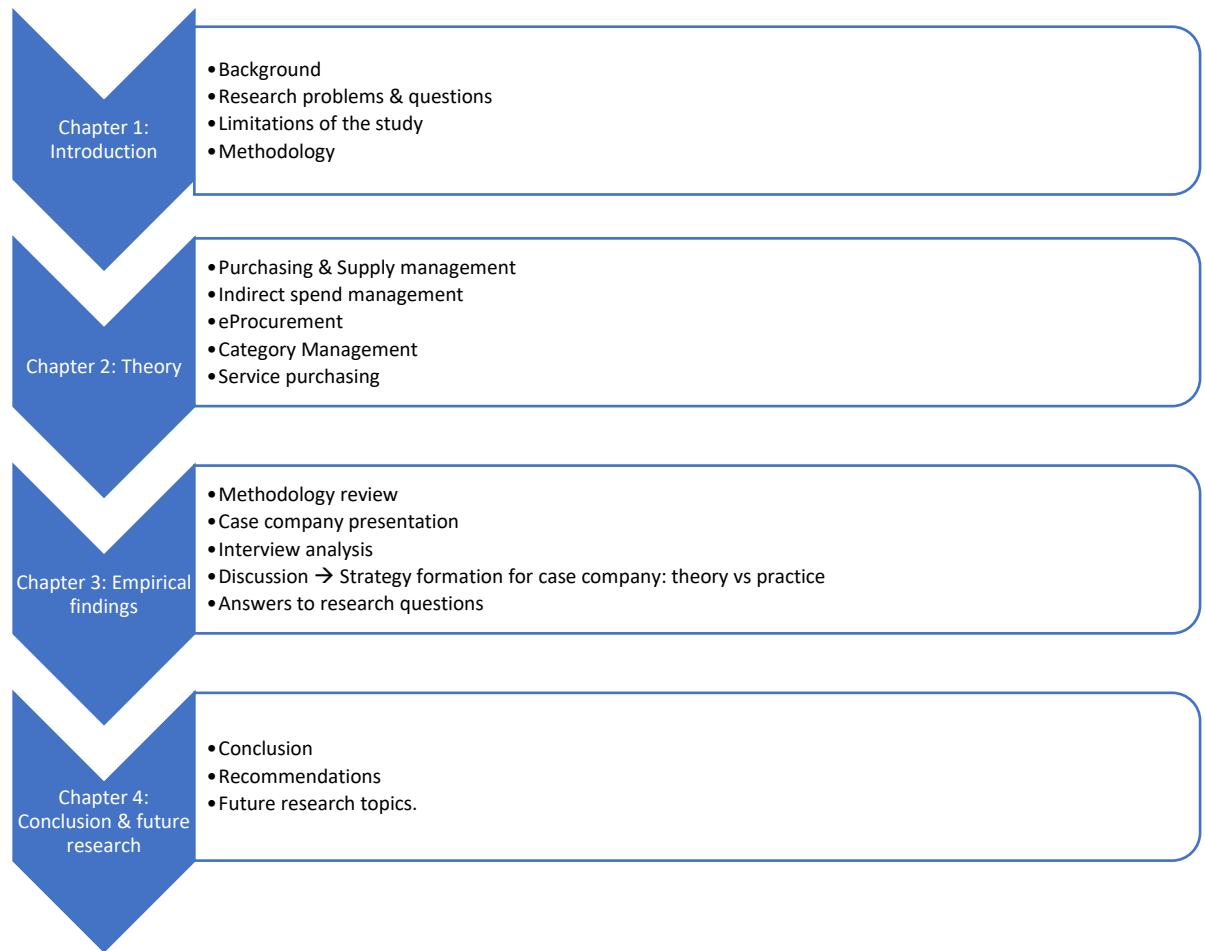 Chapter 1:
Introduction
•Background
•Research problems & questions
•Limitations of the study
•Methodology
Chapter 2: Theory
•Purchasing & Supply management
•Indirect spend management
•eProcurement
•Category Management
•Service purchasing
Chapter 3: Empirical
findings
•Methodology review
•Case company presentation
•Interview analysis
•Discussion → Strategy formation for case company: theory vs practice
•Answers to research questions
Chapter 4:
Conclusion & future
research
•Conclusion
•Recommendations
•Future research topics.